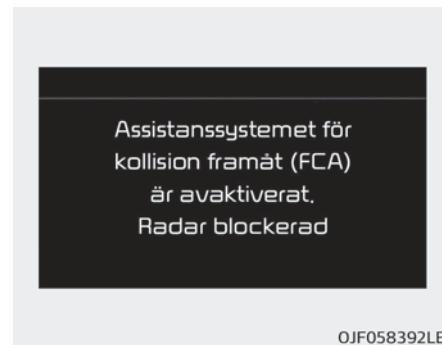 Assistanssystemet för
kollision framåt (FCA)
är avaktiverat.
Radar blockerad
OJF058392LE